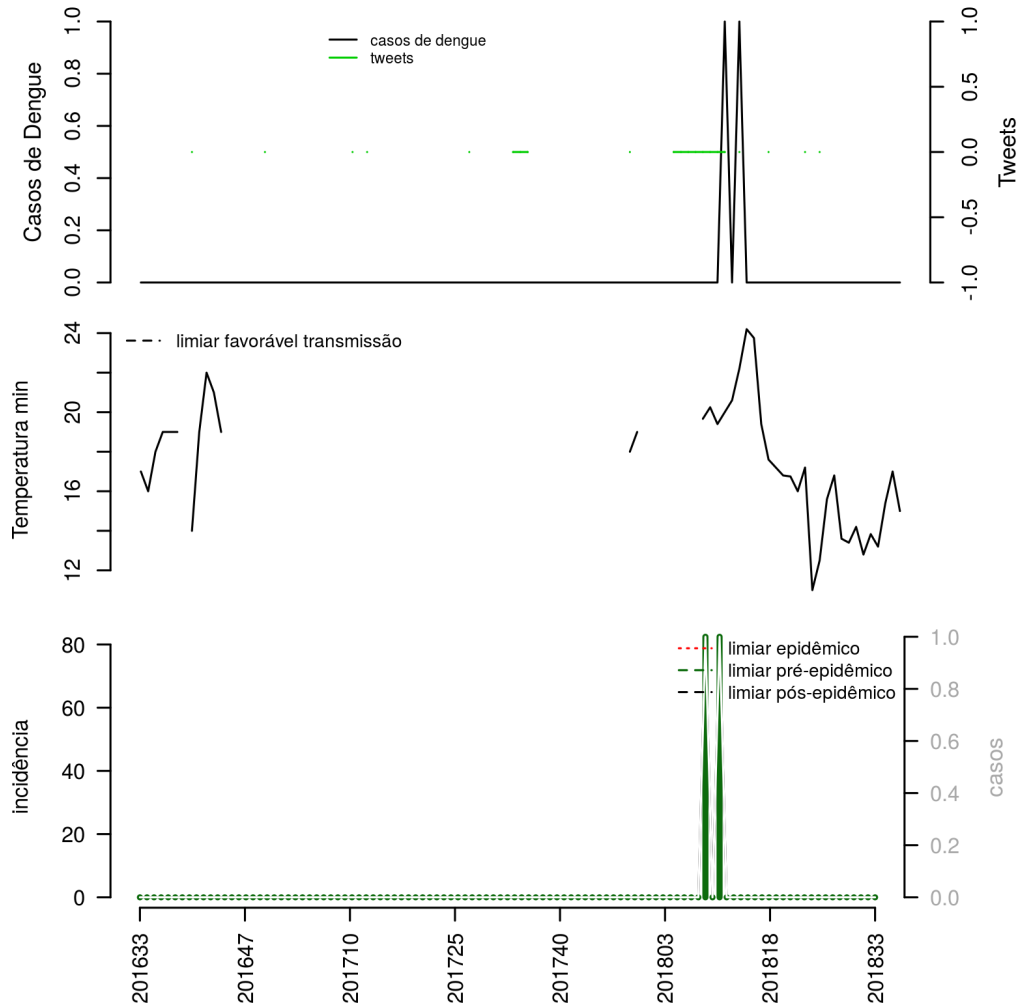 casos de dengue
tweets
Casos de Dengue
0.0 0.2 0.4 0.6 0.8 1.0
Tweets
-1.0 -0.5 0.0 0.5 1.0
limiar favorável transmissão
Temperatura min
12 16 20 24
limiar epidêmico
limiar pré-epidêmico
limiar pós-epidêmico
incidência
80
60
40
20
0
casos
1.0
0.8
0.6
0.4
0.2
0.0
201633 201647 201710 201725 201740 201803 201818 201833